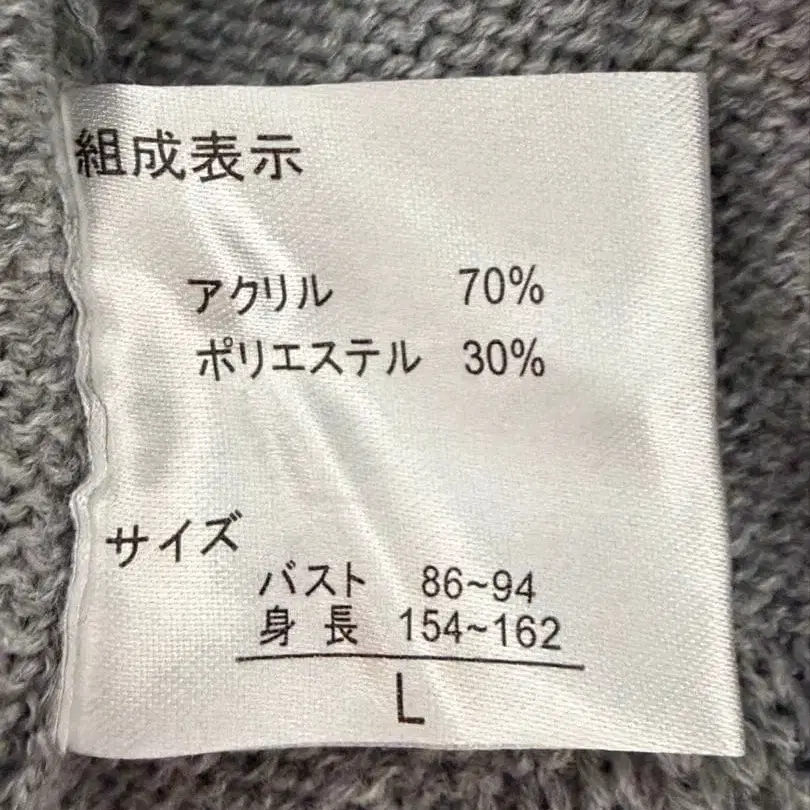 組成表示
アクリル 70%
ポリエステル 30%
サイズ
バスト 86~94
身長 154~162
L